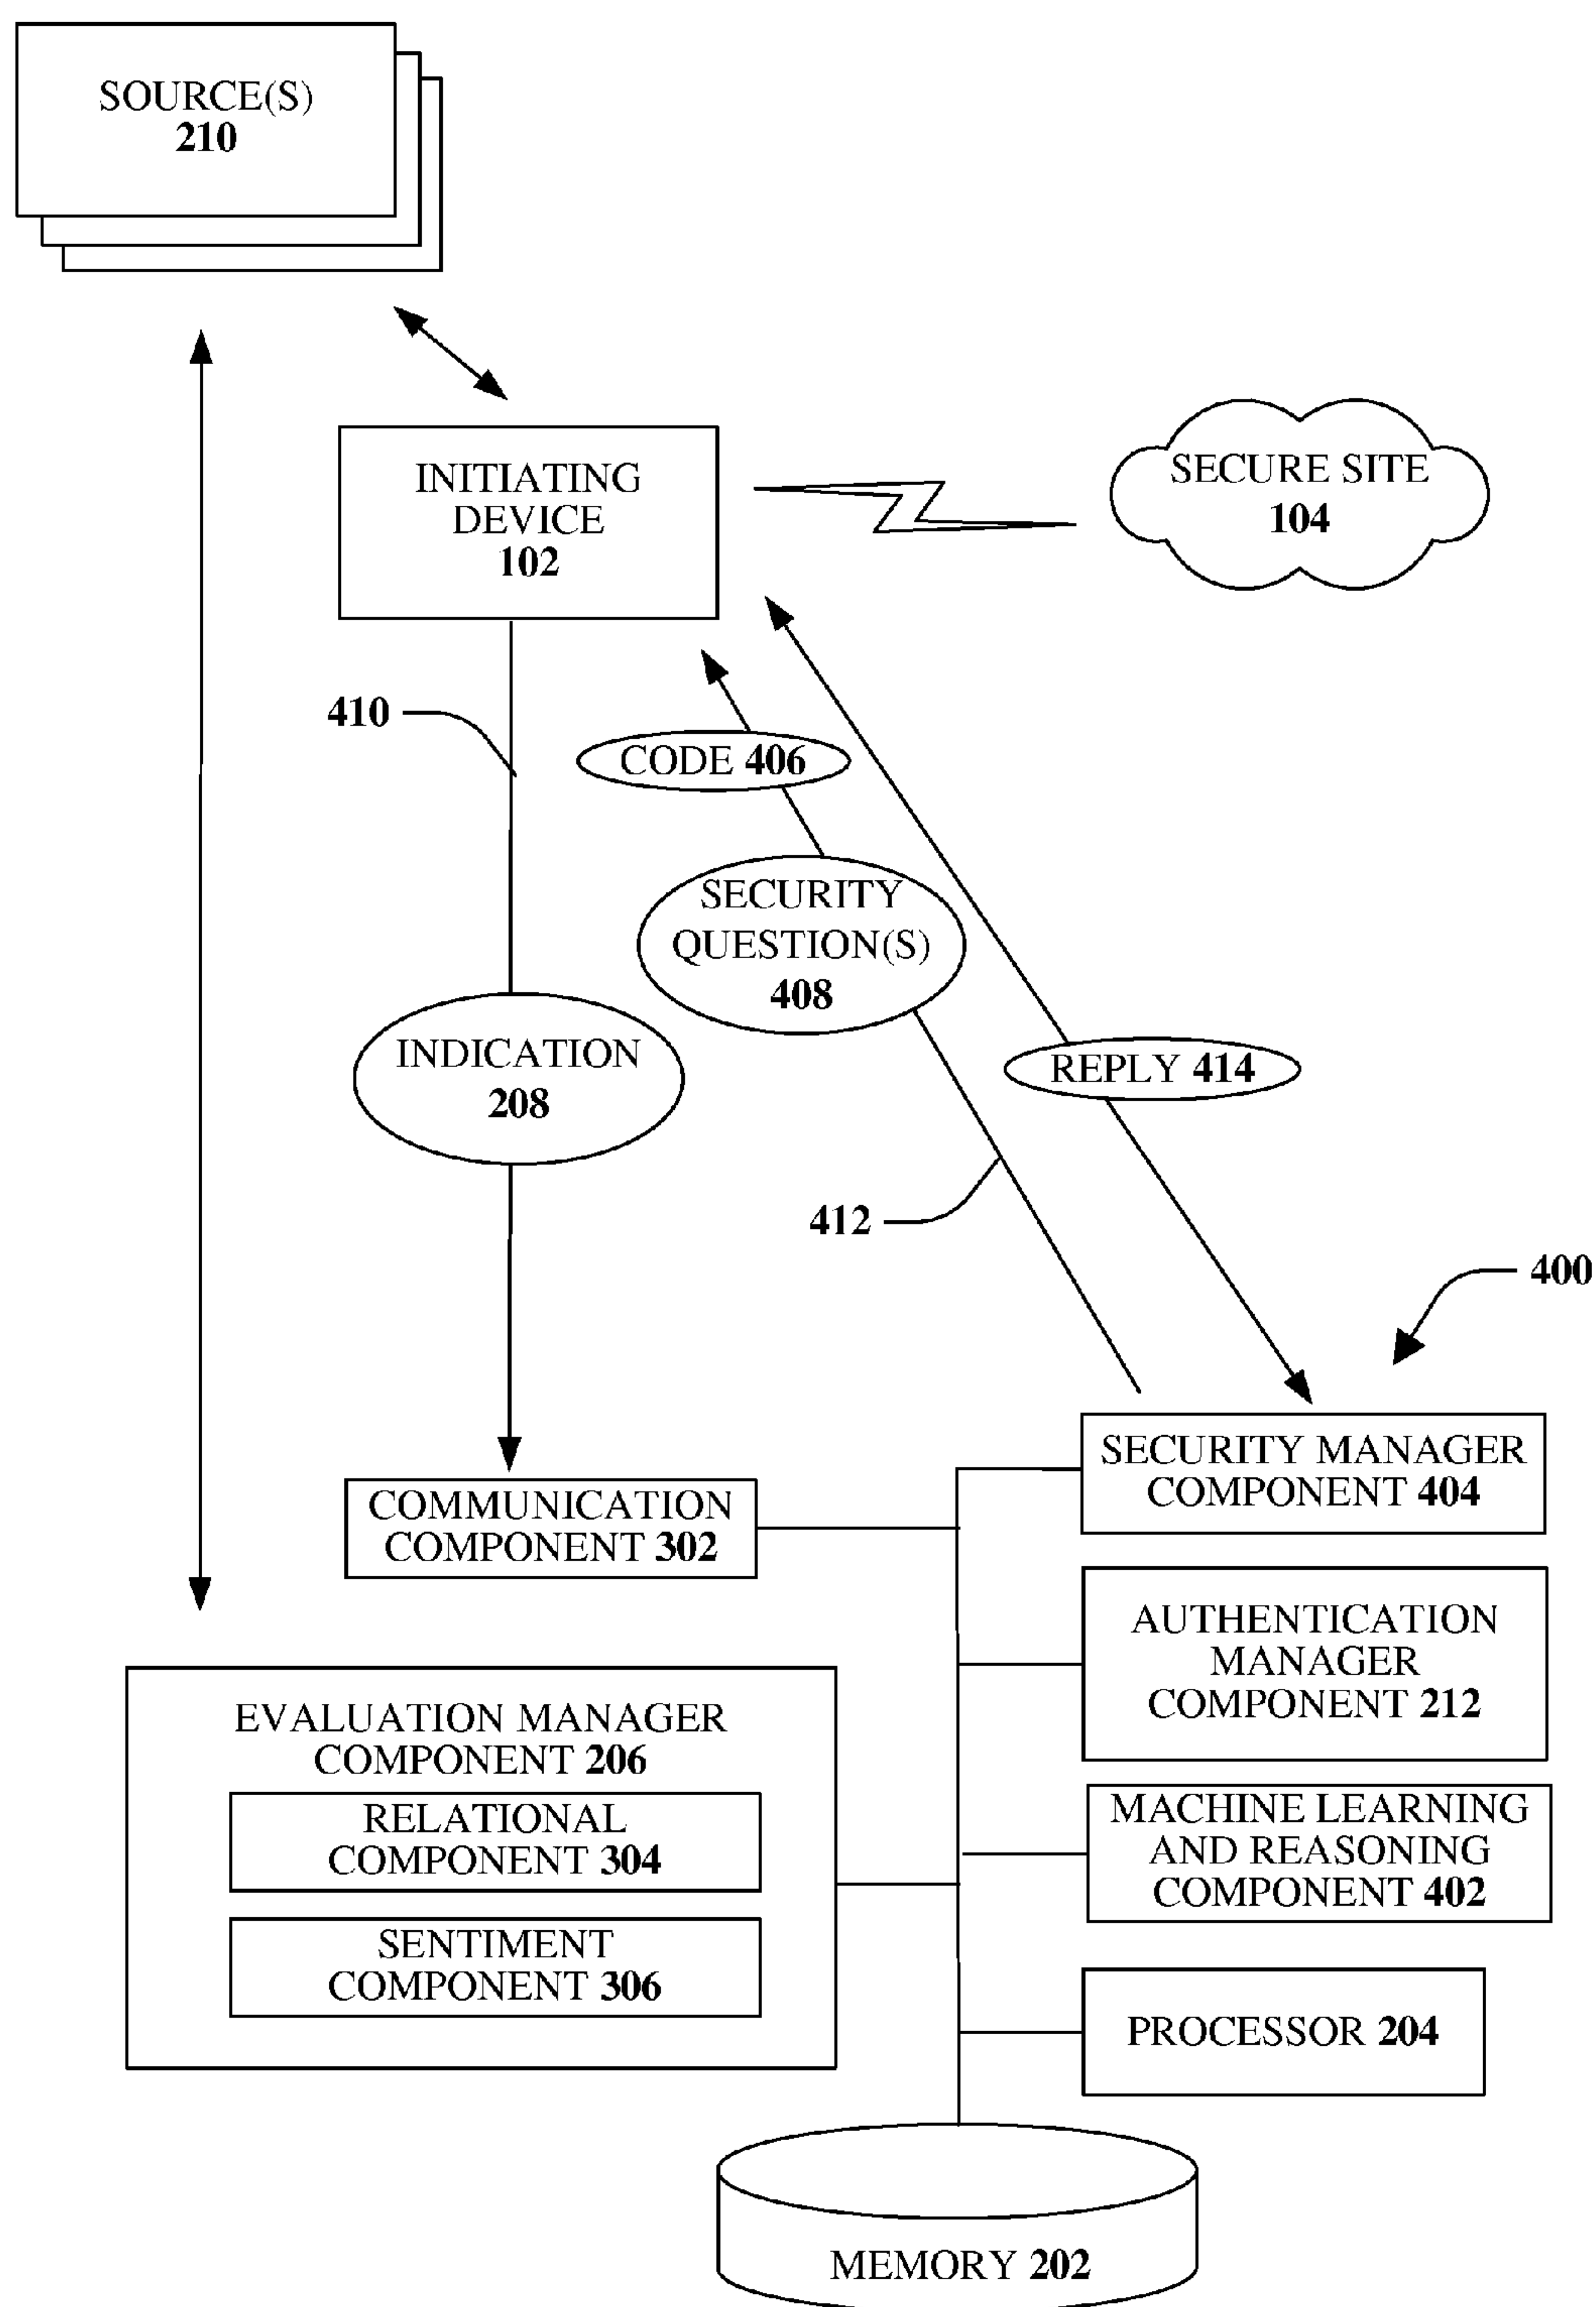 SOURCE(S)
210
INITIATING
DEVICE
102
SECURE SITE
104
410
CODE 406
SECURITY
QUESTION(S)
408
INDICATION
208
REPLY 414
412
400
COMMUNICATION
COMPONENT 302
SECURITY MANAGER
COMPONENT 404
AUTHENTICATION
MANAGER
COMPONENT 212
EVALUATION MANAGER
COMPONENT 206
RELATIONAL
COMPONENT 304
SENTIMENT
COMPONENT 306
MACHINE LEARNING
AND REASONING
COMPONENT 402
PROCESSOR 204
MEMORY 202